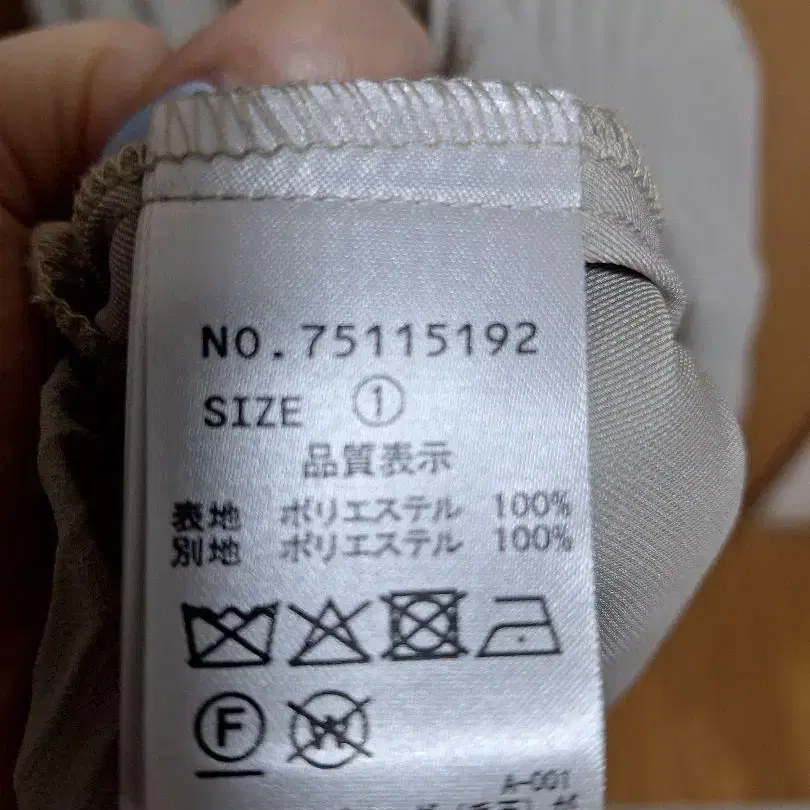 NO.75115192
SIZE ①
品質表示
表地 ポリエステル 100%
別地 ポリエステル 100%
F W
A-001